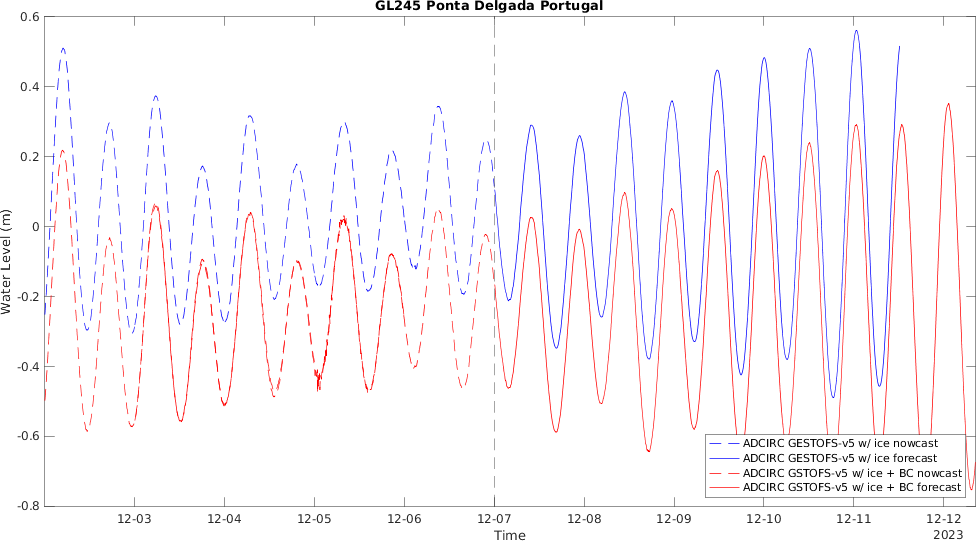 GL245 Ponta Delgada Portugal
0.6
0.4
0.2
0
-0.2
-0.4
-0.6
-0.8
Water Level (m)
ADCIRC GESTOFS-v5 w/ ice nowcast
ADCIRC GESTOFS-v5 w/ ice forecast
ADCIRC GSTOFS-v5 w/ ice + BC nowcast
ADCIRC GSTOFS-v5 w/ ice + BC forecast
12-03 12-04 12-05 12-06 12-07 12-08 12-09 12-10 12-11 12-12
Time
2023